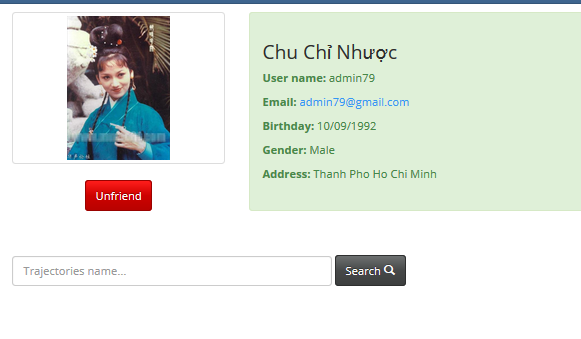 Chu Chỉ Nhược
User name: admin79
Email: admin79@gmail.com
Birthday: 10/09/1992
Gender: Male
Address: Thanh Pho Ho Chi Minh
Unfriend
Trajectories name...
Search